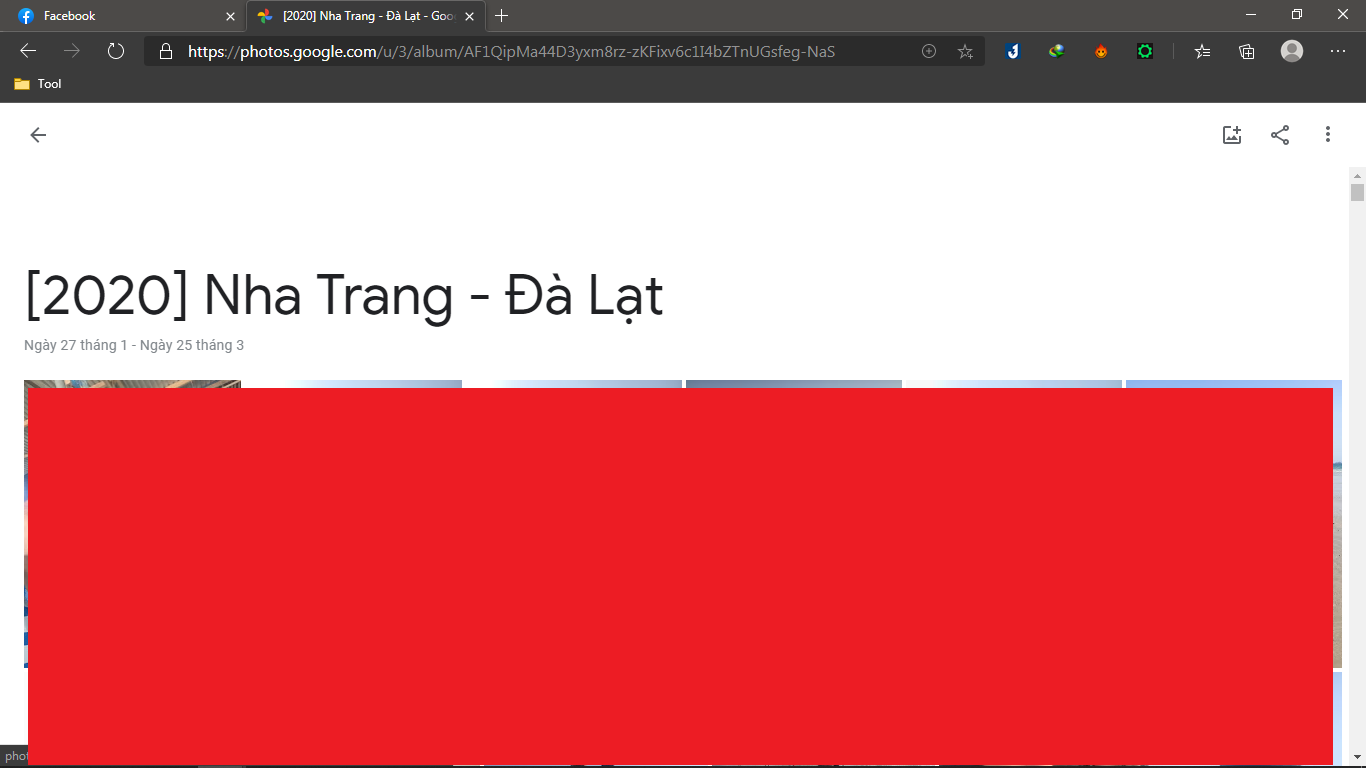 Facebook
[2020] Nha Trang - Đà Lạt - Goo
https://photos.google.com/u/3/album/AF1QipMa44D3yxm8rz-zKFixv6c1I4bZTnUGsfeg-NaS
Tool
[2020] Nha Trang - Đà Lạt
Ngày 27 tháng 1 - Ngày 25 tháng 3
phot